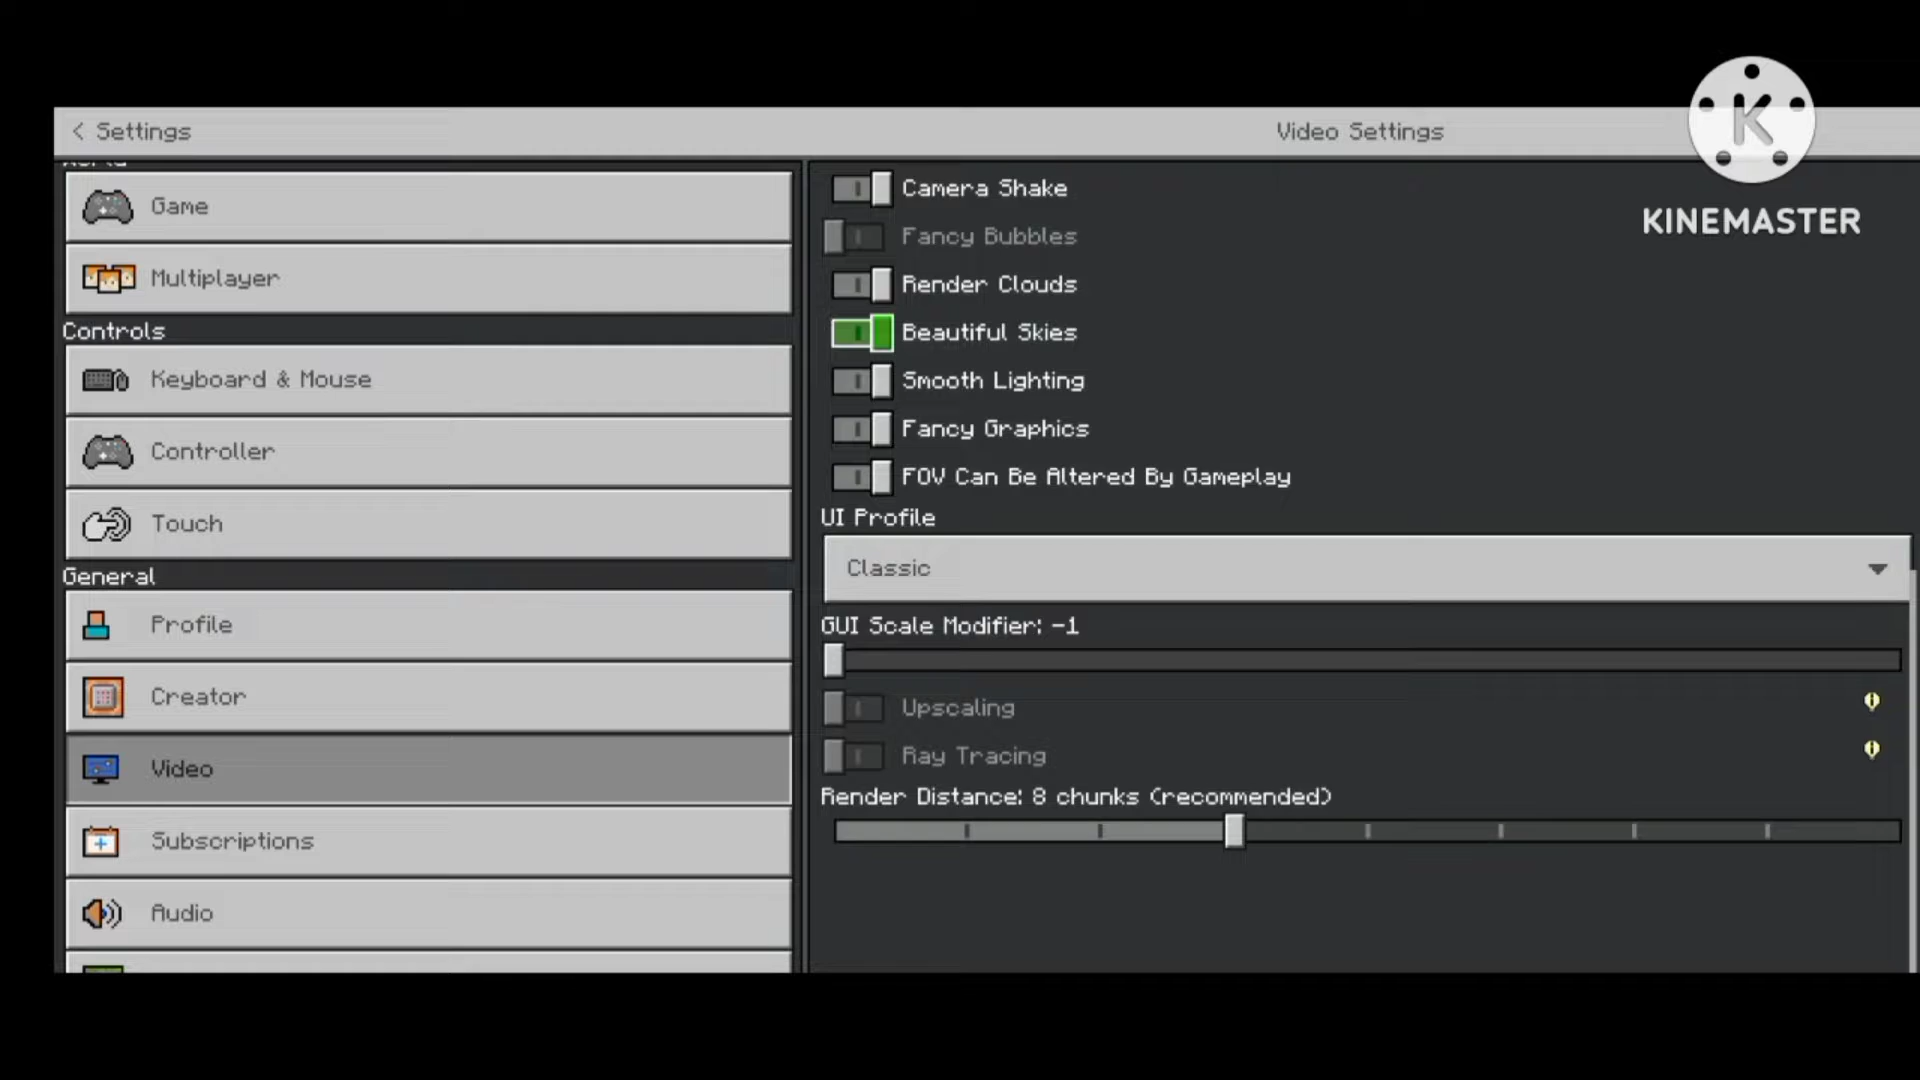 Settings
Video Settings
K
KINEMASTER
World
Game
Multiplayer
Controls
Keyboard & Mouse
Controller
Touch
General
Profile
Creator
Video
Subscriptions
Audio
Camera Shake
Fancy Bubbles
Render Clouds
Beautiful Skies
Smooth Lighting
Fancy Graphics
FOV Can Be Altered By Gameplay
UI Profile
Classic
GUI Scale Modifier: -1
Upscaling
Ray Tracing
Render Distance: 8 chunks (recommended)